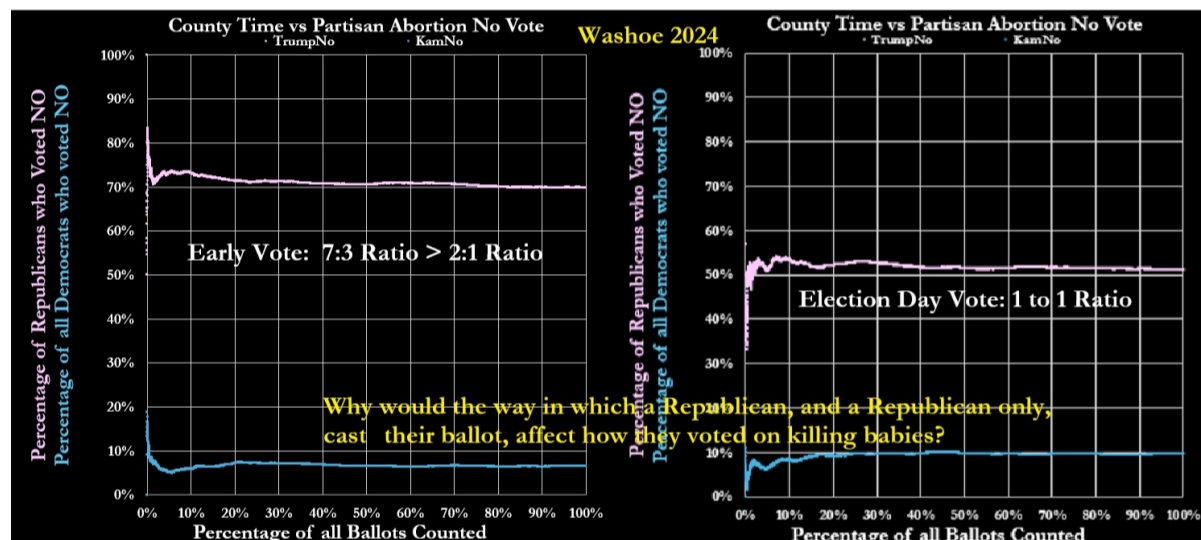 County Time vs Partisan Abortion No Vote
TrumpNo KamNo
Washoe 2024
County Time vs Partisan Abortion No Vote
TrumpNo KamNo
Percentage of Republicans who Voted NO
Percentage of all Democrats who voted NO
100%
90%
80%
70%
60%
50%
40%
30%
20%
10%
0%
Early Vote: 7:3 Ratio > 2:1 Ratio
0% 10% 20% 30% 40% 50% 60% 70% 80% 90% 100%
Percentage of all Ballots Counted
Percentage of Republicans who Voted NO
Percentage of all Democrats who voted NO
100%
90%
80%
70%
60%
50%
40%
30%
20%
10%
0%
Election Day Vote: 1 to 1 Ratio
0% 10% 20% 30% 40% 50% 60% 70% 80% 90% 100%
Percentage of all Ballots Counted
Why would the way in which a Republican, and a Republican only,
cast their ballot, affect how they voted on killing babies?